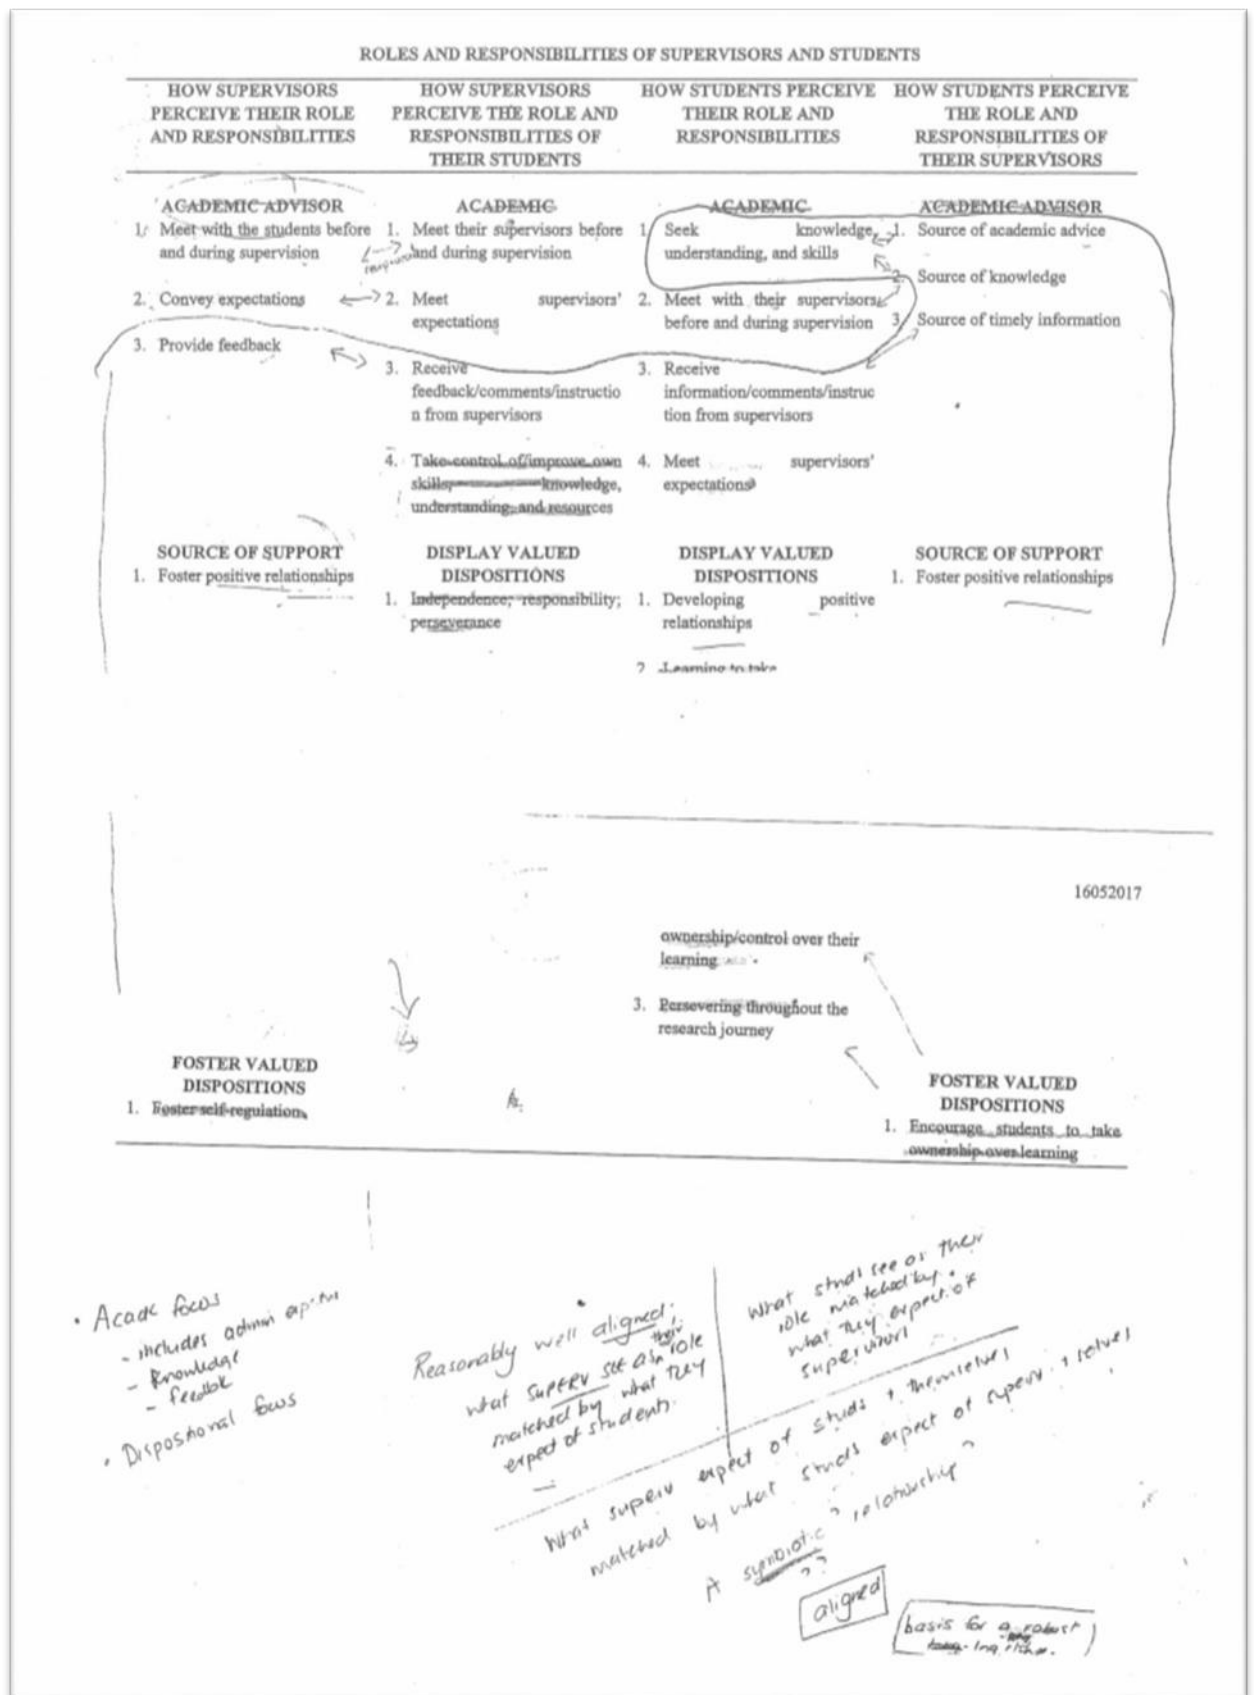 ROLES AND RESPONSIBILITIES OF SUPERVISORS AND STUDENTS
HOW SUPERVISORS
PERCEIVE THEIR ROLE
AND RESPONSIBILITIES
HOW SUPERVISORS
PERCEIVE THE ROLE AND
RESPONSIBILITIES OF
THEIR STUDENTS
HOW STUDENTS PERCEIVE
THEIR ROLE AND
RESPONSIBILITIES
HOW STUDENTS PERCEIVE
THE ROLE AND
RESPONSIBILITIES OF
THEIR SUPERVISORS
ACADEMIC ADVISOR
1. Meet with the students before
and during supervision
2. Convey expectations
3. Provide feedback
ACADEMIC
1. Meet their supervisors before
and during supervision
2. Meet supervisors'
expectations
3. Receive
feedback/comments/instructio
n from supervisors
4. Take control of/improve own
skills, knowledge,
understanding, and resources
ACADEMIC
1. Seek knowledge,
understanding, and skills
2. Meet with their supervisors
before and during supervision
3. Receive
information/comments/instruc
tion from supervisors
4. Meet supervisors'
expectations
ACADEMIC ADVISOR
1. Source of academic advice
2. Source of knowledge
3. Source of timely information
SOURCE OF SUPPORT
1. Foster positive relationships
DISPLAY VALUED
DISPOSITIONS
1. Independence; responsibility;
perseverance
DISPLAY VALUED
DISPOSITIONS
1. Developing positive
relationships
2. Learning to take
SOURCE OF SUPPORT
1. Foster positive relationships
16052017
ownership/control over their
learning
3. Persevering throughout the
research journey
FOSTER VALUED
DISPOSITIONS
1. Foster self-regulation
FOSTER VALUED
DISPOSITIONS
1. Encourage students to take
ownership over learning
• Acade focus
- includes admin
- knowledge
- feedbk
• Dispositional focus
Reasonably well aligned;
what superv see as their role
matched by what they
expect of students.
What studs see as their
role matched by
what they expect of
supervisors
What superv expect of studs + themselves
matched by what studs expect of superv. + selves
A symbiotic ? relationship ?
??
aligned
basis for a robust